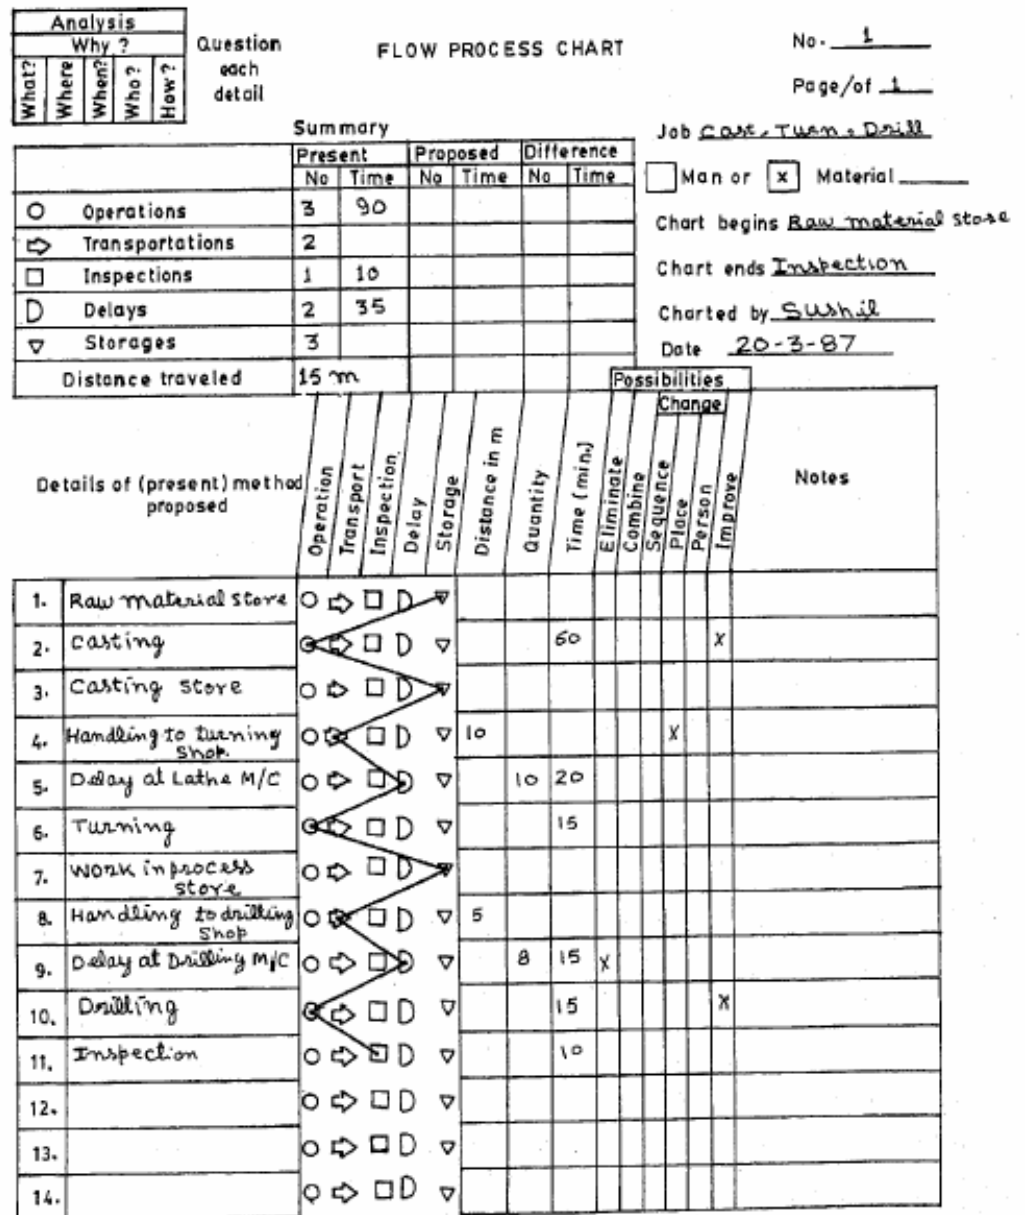 Analysis
Why ?
What? Where When? Who? How?
Question
each
detail
FLOW PROCESS CHART
No. 1
Page/of 1
Job Cast, Turn, Drill
Man or x Material
Chart begins Raw material store
Chart ends Inspection
Charted by Sushil
Date 20-3-87
Summary
Present Proposed Difference
No Time No Time No Time
Operations 3 90
Transportations 2
Inspections 1 10
Delays 2 35
Storages 3
Distance traveled 15 m
Possibilities
Change
Details of (present) method
proposed
Operation Transport Inspection Delay Storage Distance in m Quantity Time (min.) Eliminate Combine Sequence Place Person Improve Notes
1. Raw material store
2. Casting 60 x
3. Casting store
4. Handling to turning 10 x
Shop.
5. Delay at Lathe M/C 10 20
6. Turning 15
7. Work in process
store
8. Handling to drilling 5
Shop
9. Delay at Drilling M/C 8 15 x
10. Drilling 15 x
11. Inspection 10
12.
13.
14.